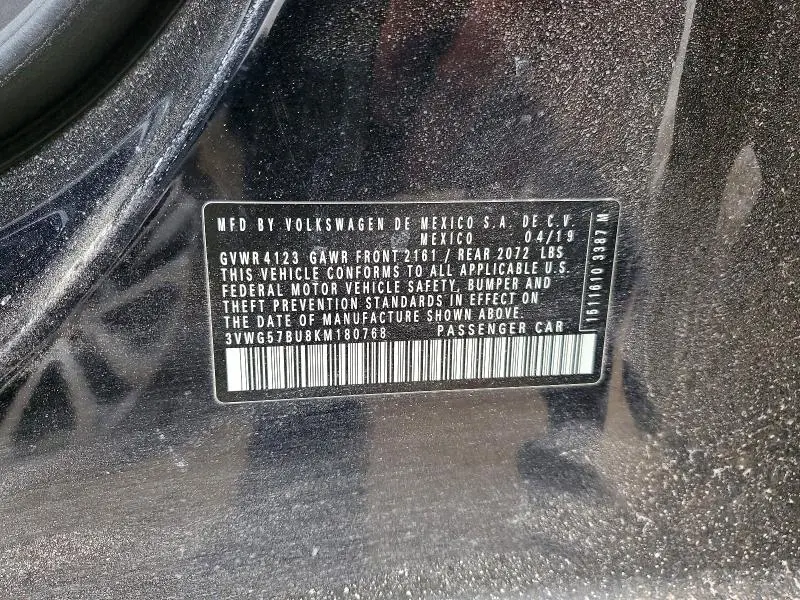 MFD BY VOLKSWAGEN DE MEXICO S.A. DE C.V.
MEXICO 04/19
GVWR 4123 GAWR FRONT 2161 / REAR 2072 LBS
THIS VEHICLE CONFORMS TO ALL APPLICABLE U.S.
FEDERAL MOTOR VEHICLE SAFETY, BUMPER AND
THEFT PREVENTION STANDARDS IN EFFECT ON
THE DATE OF MANUFACTURE SHOWN ABOVE.
3VWG57BU8KM180768 PASSENGER CAR
1611610 3387 M